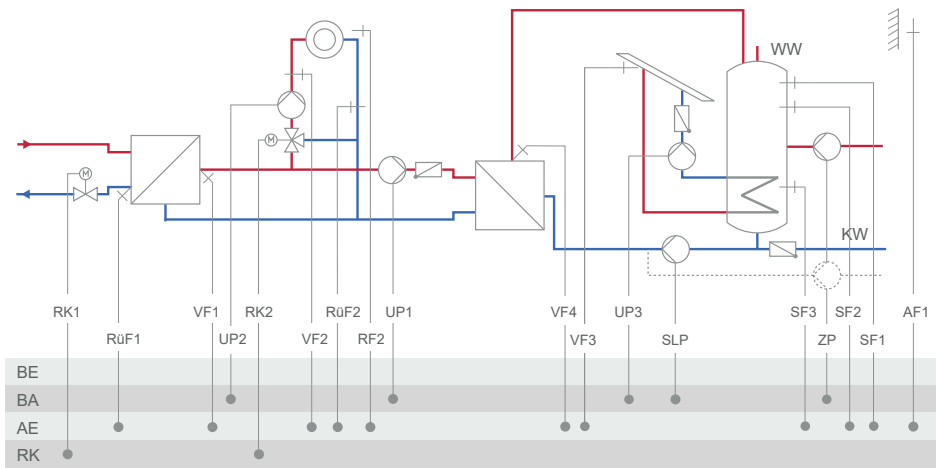 WW
M
M
KW
RK1 VF1 RK2 RüF2 UP1 VF4 UP3 SF3 SF2 AF1
RüF1 UP2 VF2 RF2 VF3 SLP ZP SF1
BE
BA
AE
RK